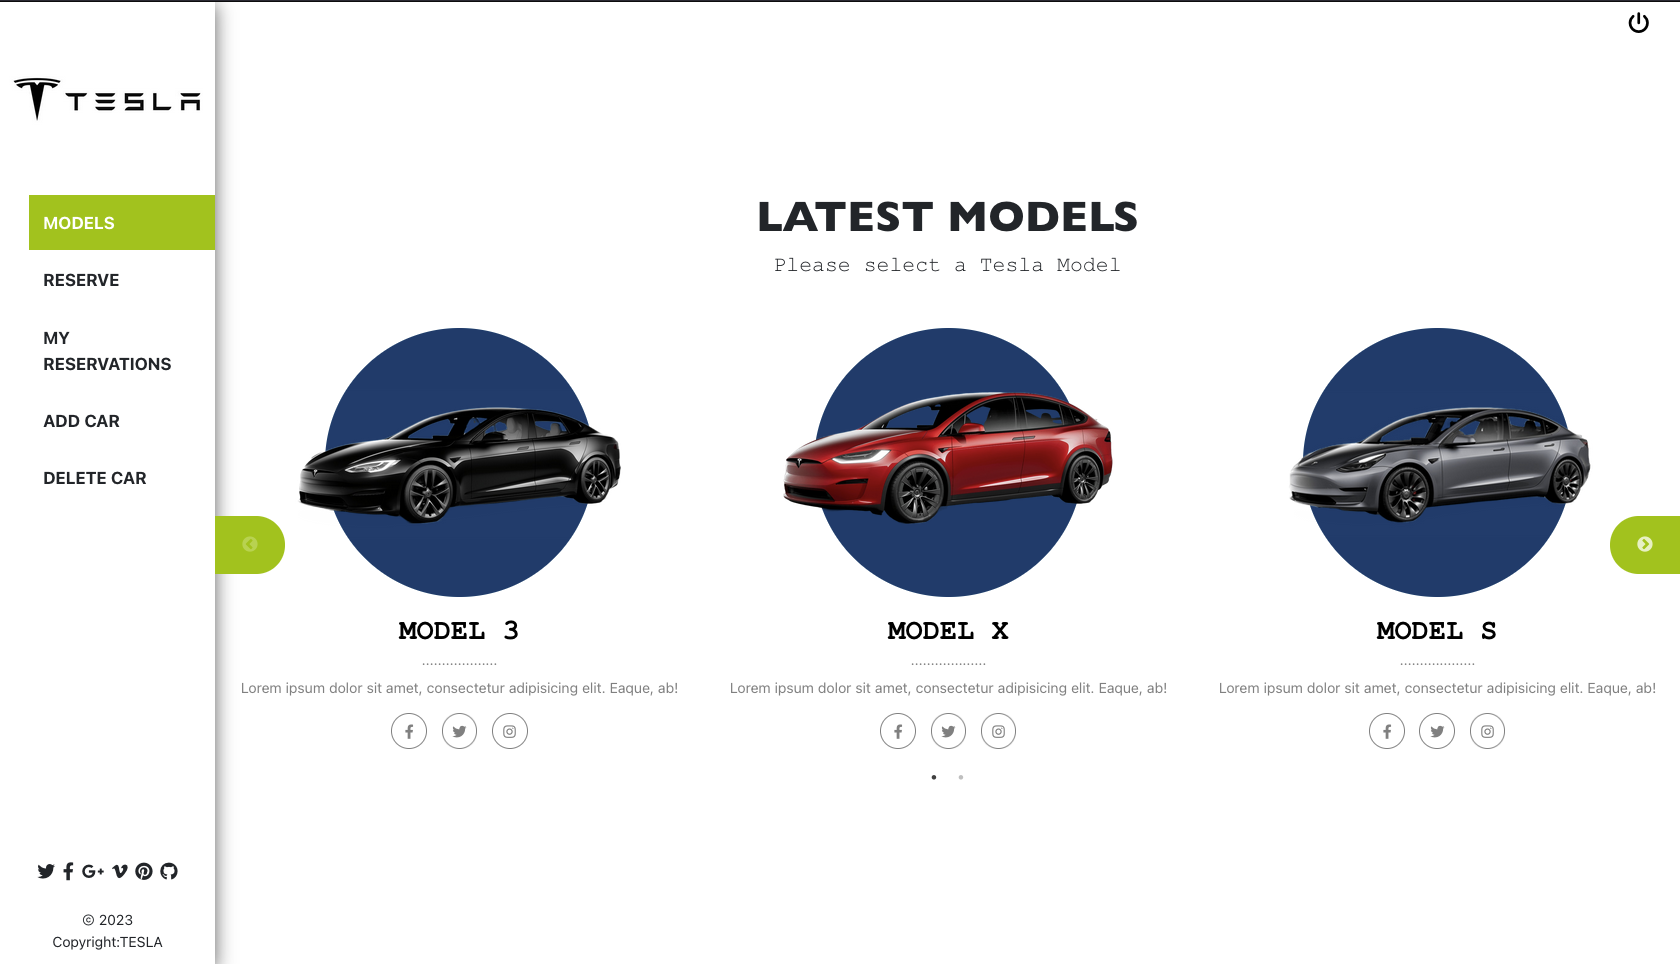 TESLA
MODELS
RESERVE
MY
RESERVATIONS
ADD CAR
DELETE CAR
© 2023
Copyright:TESLA
LATEST MODELS
Please select a Tesla Model
MODEL 3
...................
Lorem ipsum dolor sit amet, consectetur adipisicing elit. Eaque, ab!
MODEL X
...................
Lorem ipsum dolor sit amet, consectetur adipisicing elit. Eaque, ab!
MODEL S
...................
Lorem ipsum dolor sit amet, consectetur adipisicing elit. Eaque, ab!